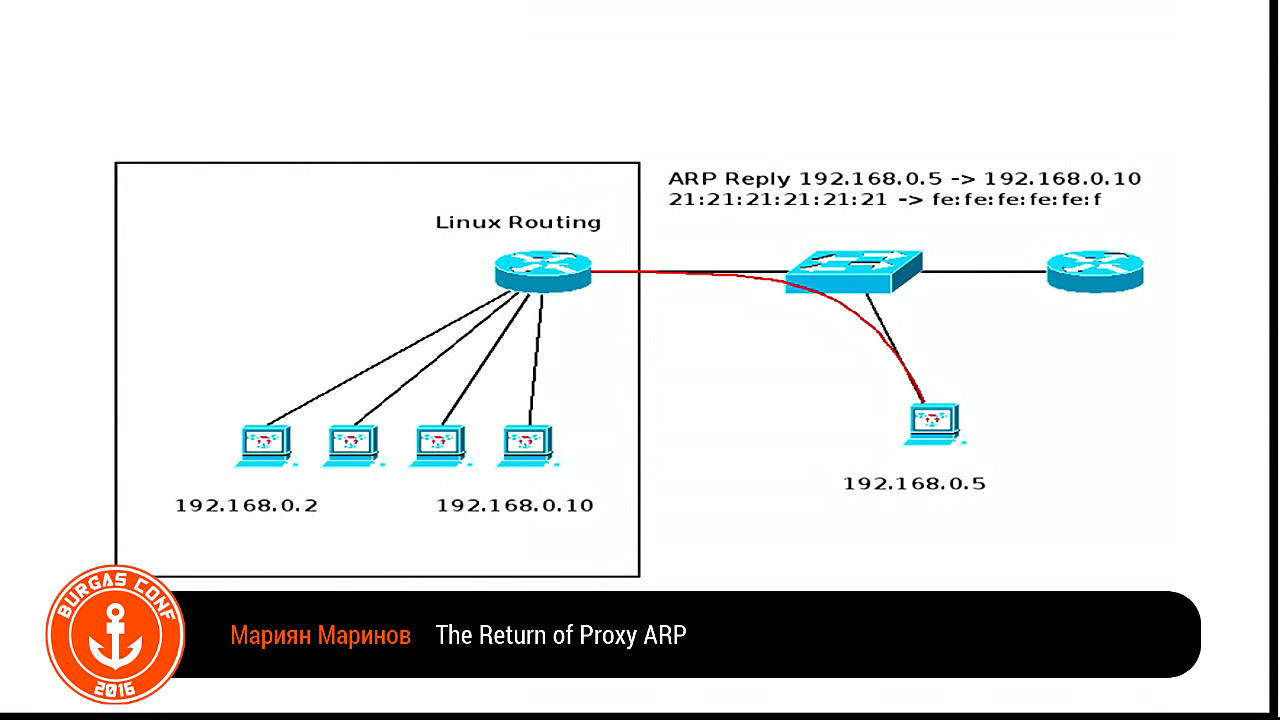 ARP Reply 192.168.0.5 -> 192.168.0.10
21:21:21:21:21:21 -> fe:fe:fe:fe:fe:f
Linux Routing
192.168.0.5
192.168.0.2
192.168.0.10
BURGAS CONF
2016
Мариян Маринов The Return of Proxy ARP